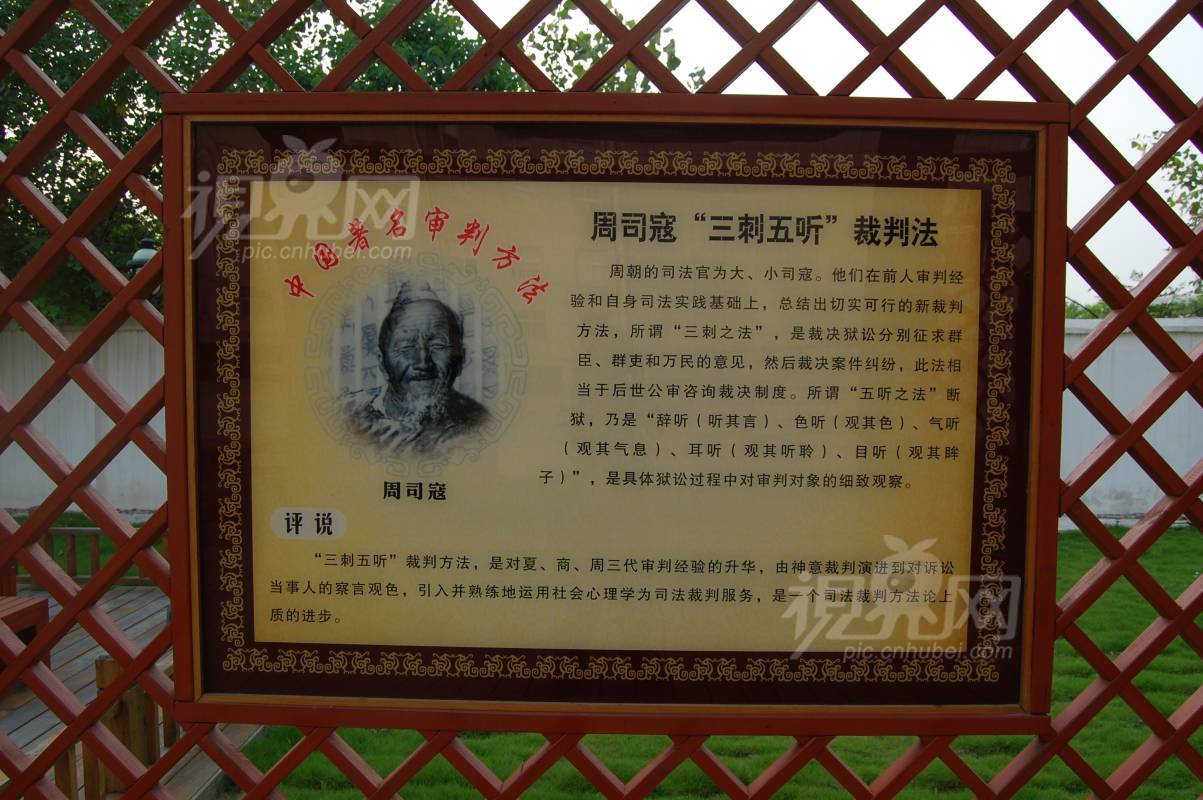 中国著名审判方法
周司寇
周司寇“三刺五听”裁判法
周朝的司法官为大、小司寇。他们在前人审判经
验和自身司法实践基础上，总结出切实可行的新裁判
方法，所谓“三刺之法”，是裁决狱讼分别征求群
臣、群吏和万民的意见，然后裁决案件纠纷，此法相
当于后世公审咨询裁决制度。所谓“五听之法”断
狱，乃是“辞听（听其言）、色听（观其色）、气听
（观其气息）、耳听（观其听聆）、目听（观其眸
子）”，是具体狱讼过程中对审判对象的细致观察。
评说
“三刺五听”裁判方法，是对夏、商、周三代审判经验的升华，由神意裁判演进到对诉讼
当事人的察言观色，引入并熟练地运用社会心理学为司法裁判服务，是一个司法裁判方法论上
质的进步。
视界网
pic.cnhubei.com
视界网
pic.cnhubei.com